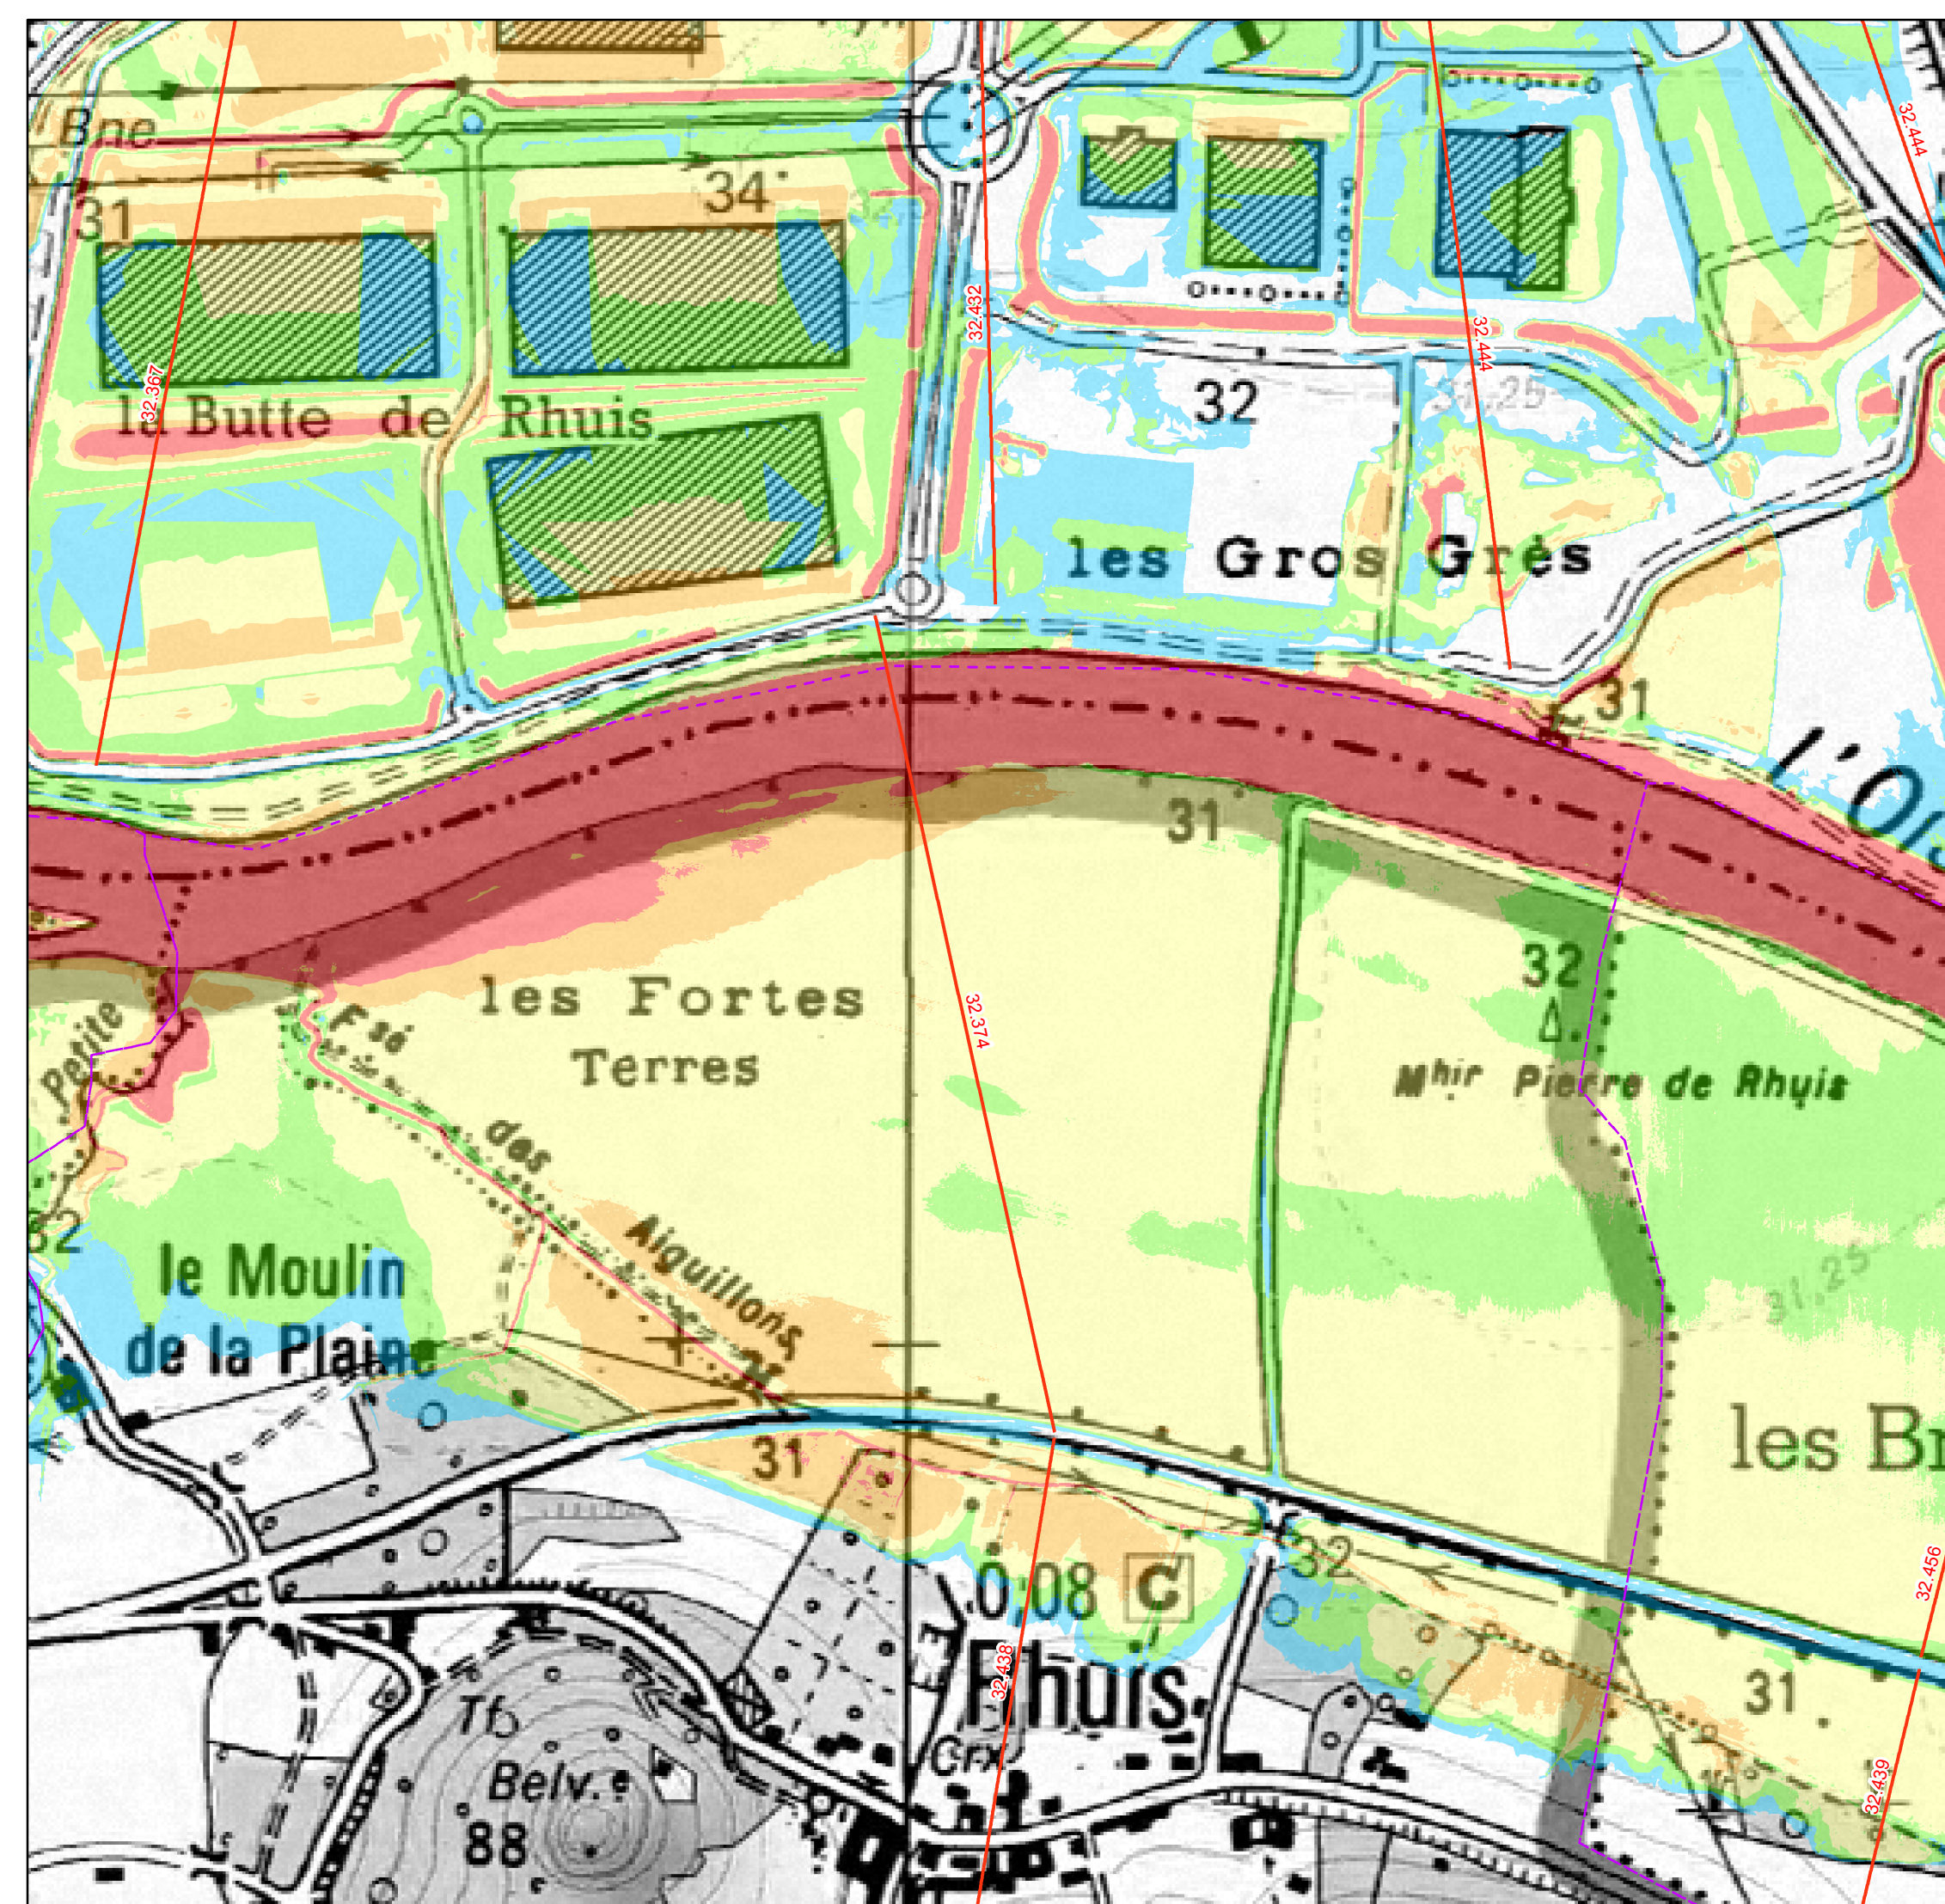 Bne
31
34
32.367
32.432
32.444
32.444
32
31.25
la Butte de Rhuis
les Gros Grès
31
l'Ois
31
les Fortes
Terres
32
Mhir Pierre de Rhuis
Petite
Fsé
des
Aiguillons
32.374
31.25
62
le Moulin
de la Plaine
les Br
31
32
0,08 C
32.456
Rhuis
32.438
31
32.439
Tb
Belv.
88
Crx